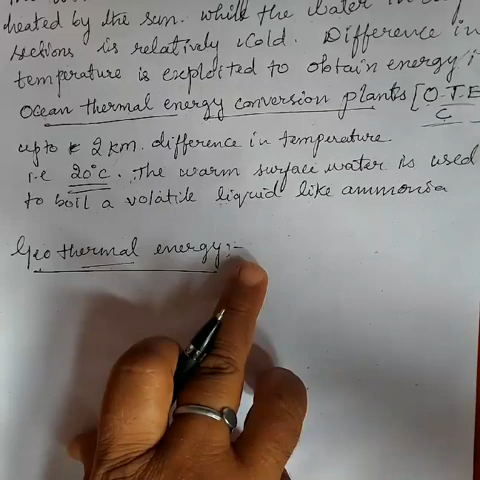 heated by the sun. while the water in
sections is relatively cold. Difference in
temperature is exploited to obtain energy i
ocean thermal energy conversion plants [O.T.E
C
upto 2 km. difference in temperature.
i.e 20°C. The warm surface water is used
to boil a volatile liquid like ammonia
Geothermal energy:-